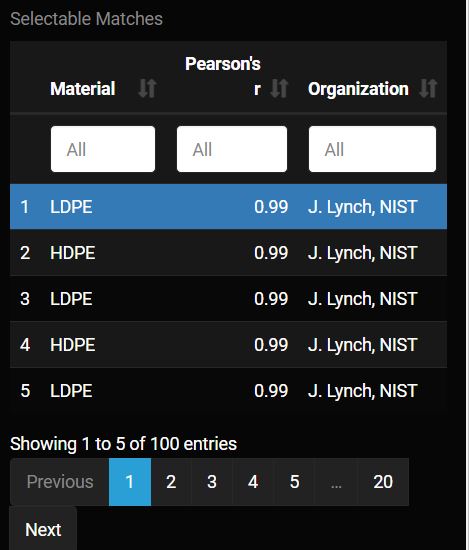 Selectable Matches
Pearson's
Material r Organization
All All All
1 LDPE 0.99 J. Lynch, NIST
2 HDPE 0.99 J. Lynch, NIST
3 LDPE 0.99 J. Lynch, NIST
4 HDPE 0.99 J. Lynch, NIST
5 LDPE 0.99 J. Lynch, NIST
Showing 1 to 5 of 100 entries
Previous 1 2 3 4 5 ... 20
Next